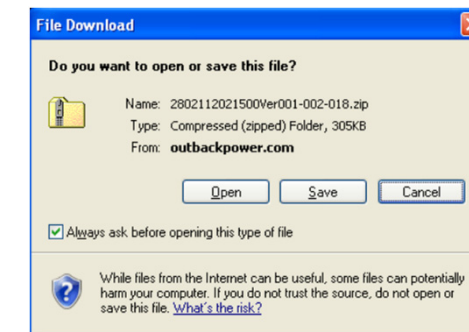 File Download
Do you want to open or save this file?
Name: 2802112021500Ver001-002-018.zip
Type: Compressed (zipped) Folder, 305KB
From: outbackpower.com
Open Save Cancel
Always ask before opening this type of file
While files from the Internet can be useful, some files can potentially
harm your computer. If you do not trust the source, do not open or
save this file. What's the risk?